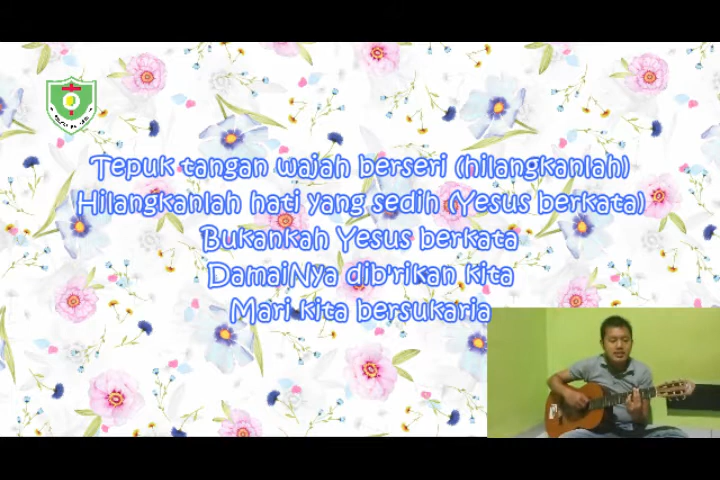 Tepuk tangan wajah berseri (hilangkanlah)
Hilangkanlah hati yang sedih (Yesus berkata)
Bukankah Yesus berkata
DamaiNya dib'rikan kita
Mari kita bersukaria